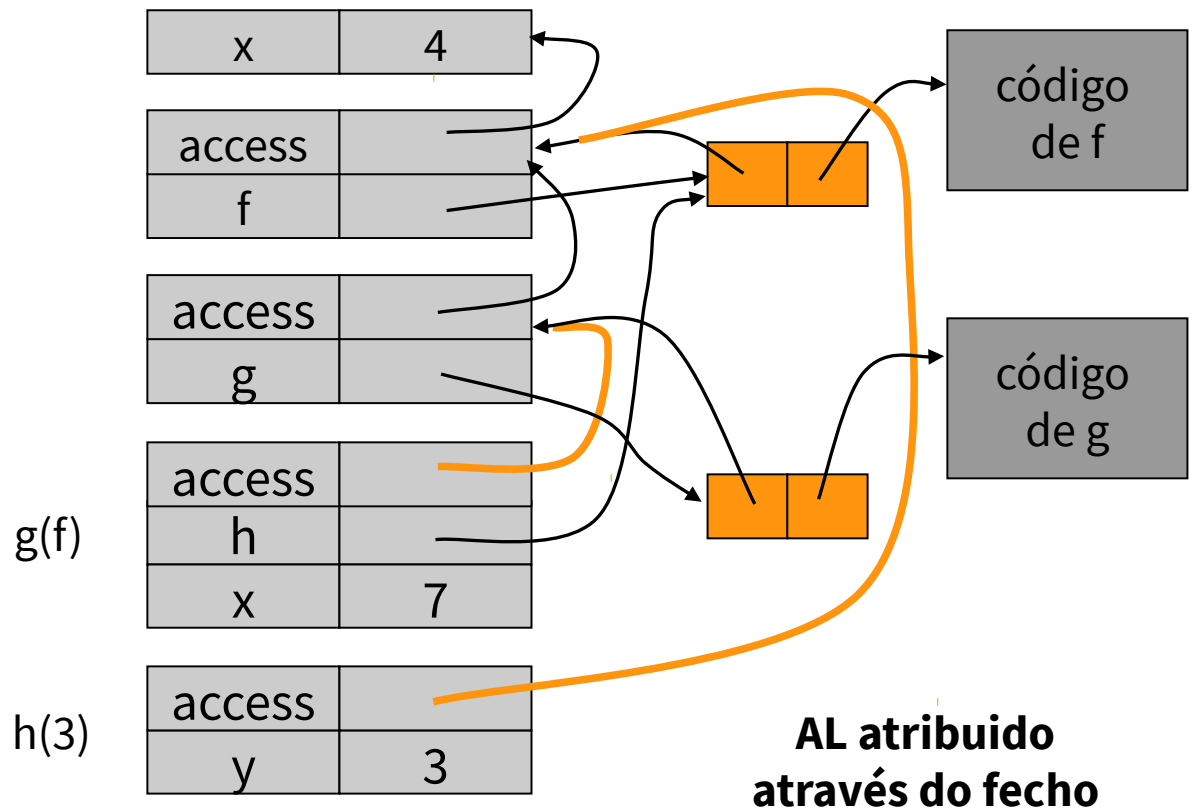 x 4
access
f
access
g
g(f)
access
h
x 7
h(3)
access
y 3
código
de f
código
de g
AL atribuido
através do fecho